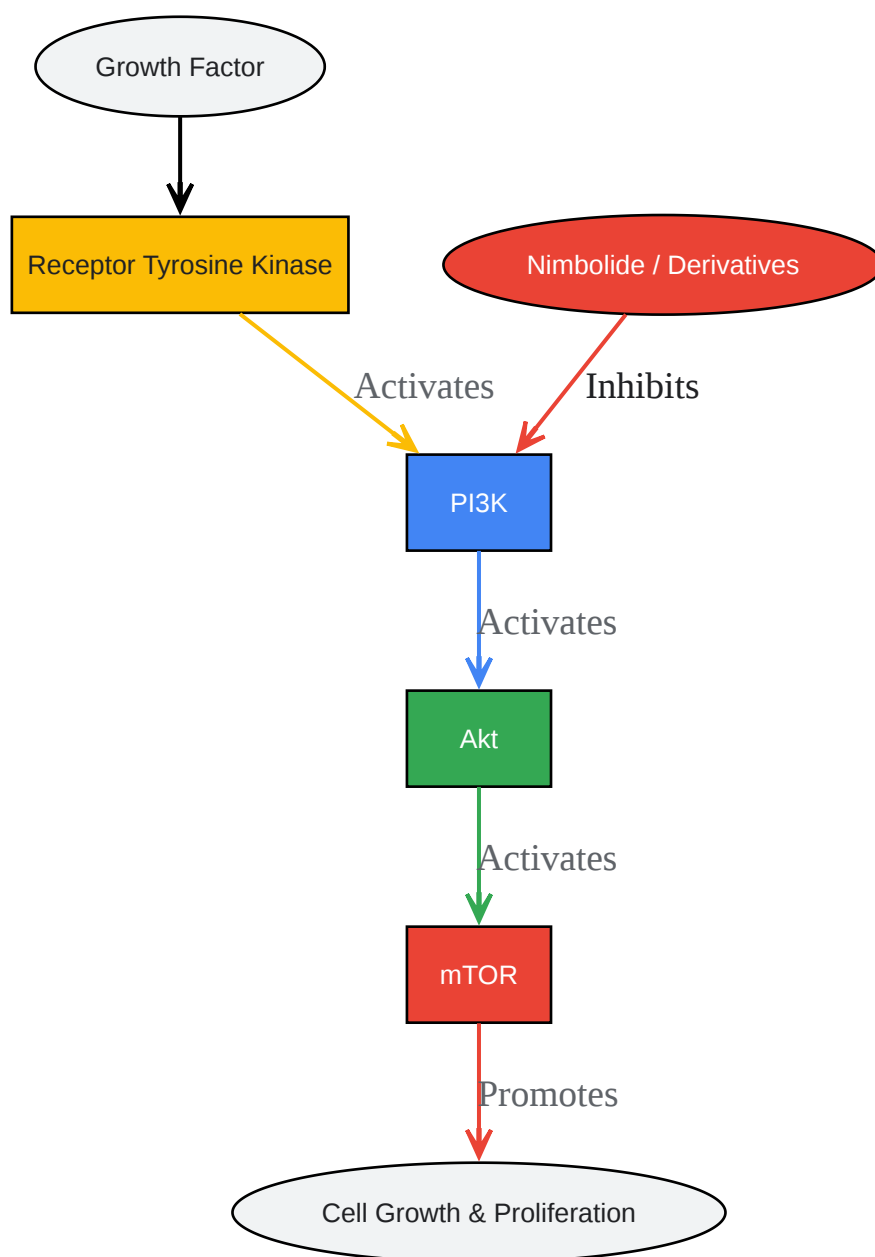 Growth Factor
Receptor Tyrosine Kinase
Nimbolide / Derivatives
Activates
Inhibits
PI3K
Activates
Akt
Activates
mTOR
Promotes
Cell Growth & Proliferation